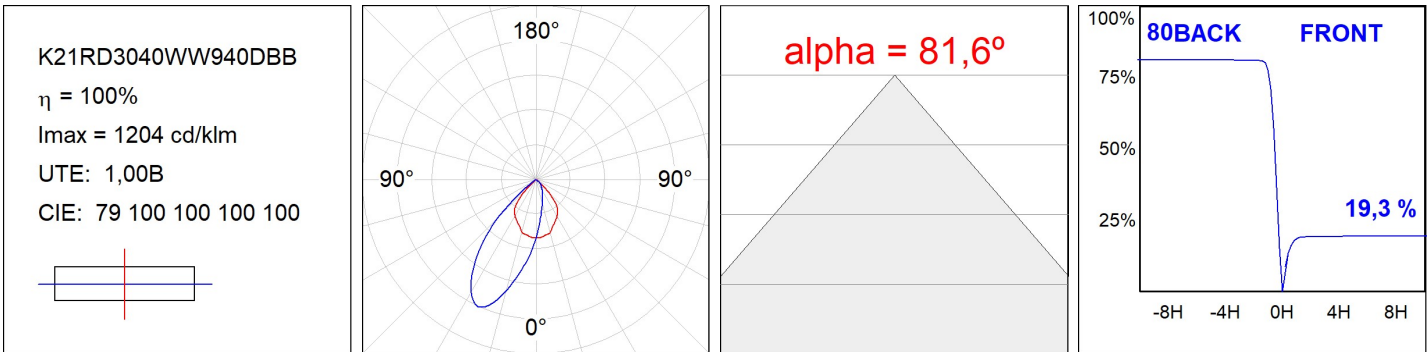 K21RD3040WW940DBB
η = 100%
Imax = 1204 cd/klm
UTE: 1,00B
CIE: 79 100 100 100 100
180°
90°
90°
0°
alpha = 81,6º
100%
75%
50%
25%
80BACK
FRONT
19,3 %
-8H
-4H
0H
4H
8H